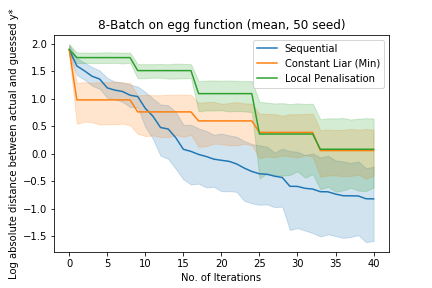 8-Batch on egg function (mean, 50 seed)
Log absolute distance between actual and guessed y*
2.0
1.5
1.0
0.5
0.0
−0.5
−1.0
−1.5
Sequential
Constant Liar (Min)
Local Penalisation
0 5 10 15 20 25 30 35 40
No. of Iterations